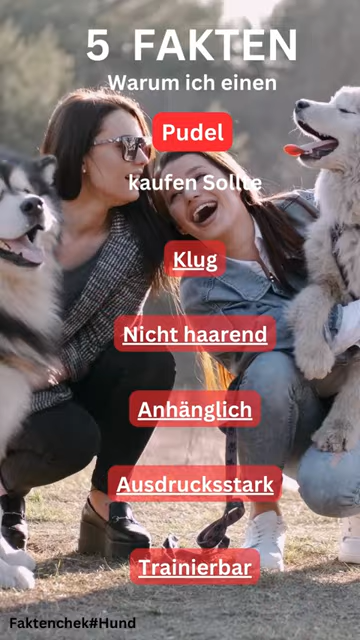 5 FAKTEN
Warum ich einen
Pudel
kaufen Sollte
Klug
Nicht haarend
Anhänglich
Ausdrucksstark
Trainierbar
Faktenchek#Hund